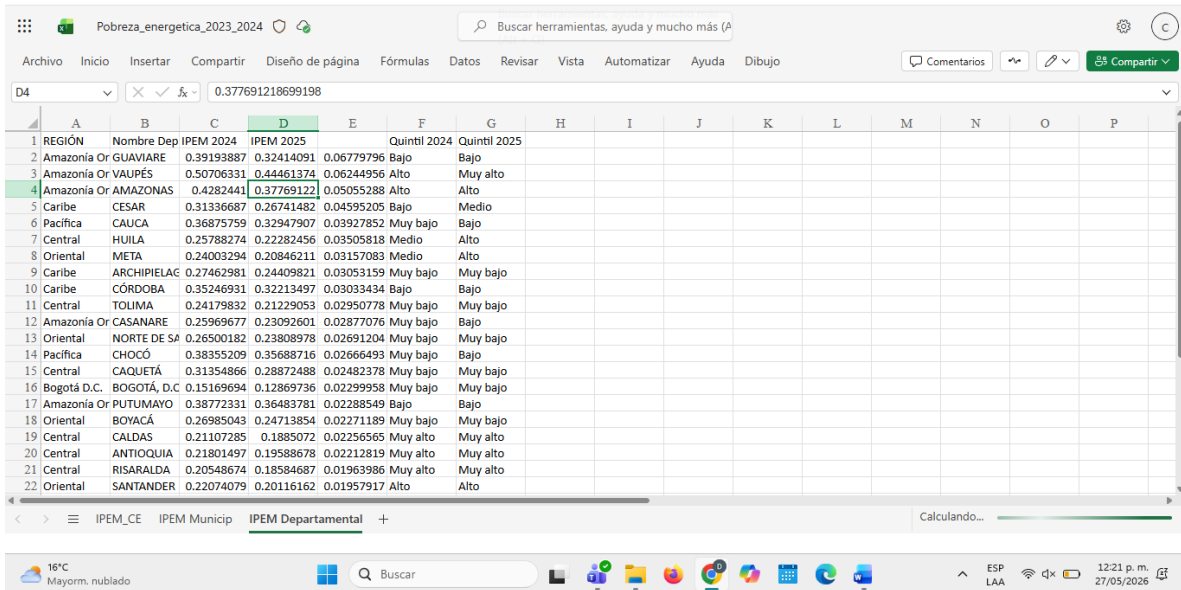 Pobreza_energetica_2023_2024
Buscar herramientas, ayuda y mucho más (A
C
Archivo Inicio Insertar Compartir Diseño de página Fórmulas Datos Revisar Vista Automatizar Ayuda Dibujo Comentarios Compartir
D4 fx 0.377691218699198
A B C D E F G H I J K L M N O P
1 REGIÓN Nombre Dep IPEM 2024 IPEM 2025 Quintil 2024 Quintil 2025
2 Amazonía Or GUAVIARE 0.39193887 0.32414091 0.06779796 Bajo Bajo
3 Amazonía Or VAUPÉS 0.50706331 0.44461374 0.06244956 Alto Muy alto
4 Amazonía Or AMAZONAS 0.4282441 0.37769122 0.05055288 Alto Alto
5 Caribe CESAR 0.31336687 0.26741482 0.04595205 Bajo Medio
6 Pacífica CAUCA 0.36875759 0.32947907 0.03927852 Muy bajo Bajo
7 Central HUILA 0.25788274 0.22282456 0.03505818 Medio Alto
8 Oriental META 0.24003294 0.20846211 0.03157083 Medio Alto
9 Caribe ARCHIPIELAG 0.27462981 0.24409821 0.03053159 Muy bajo Muy bajo
10 Caribe CÓRDOBA 0.35246931 0.32213497 0.03033434 Bajo Bajo
11 Central TOLIMA 0.24179832 0.21229053 0.02950778 Muy bajo Muy bajo
12 Amazonía Or CASANARE 0.25969677 0.23092601 0.02877076 Muy bajo Bajo
13 Oriental NORTE DE SA 0.26500182 0.23808978 0.02691204 Muy bajo Muy bajo
14 Pacífica CHOCÓ 0.38355209 0.35688716 0.02666493 Muy bajo Bajo
15 Central CAQUETÁ 0.31354866 0.28872488 0.02482378 Muy bajo Muy bajo
16 Bogotá D.C. BOGOTÁ, D.C 0.15169694 0.12869736 0.02299958 Muy bajo Muy bajo
17 Amazonía Or PUTUMAYO 0.38772331 0.36483781 0.02288549 Bajo Bajo
18 Oriental BOYACÁ 0.26985043 0.24713854 0.02271189 Muy bajo Muy bajo
19 Central CALDAS 0.21107285 0.1885072 0.02256565 Muy alto Muy alto
20 Central ANTIOQUIA 0.21801497 0.19588678 0.02212819 Muy alto Muy alto
21 Central RISARALDA 0.20548674 0.18584687 0.01963986 Muy alto Muy alto
22 Oriental SANTANDER 0.22074079 0.20116162 0.01957917 Alto Alto
IPEM_CE IPEM Municip IPEM Departamental + Calculando...
16°C
Mayorm. nublado
Buscar
D
ESP
LAA
12:21 p. m.
27/05/2026